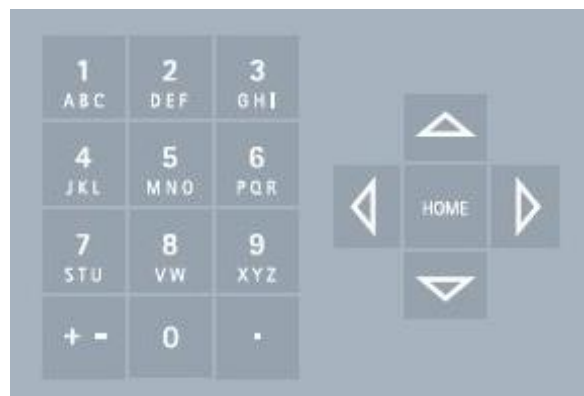 1 2 3
ABC DEF GHI
4 5 6
JKL MNO PQR
HOME
7 8 9
STU VW XYZ
+ - 0 .